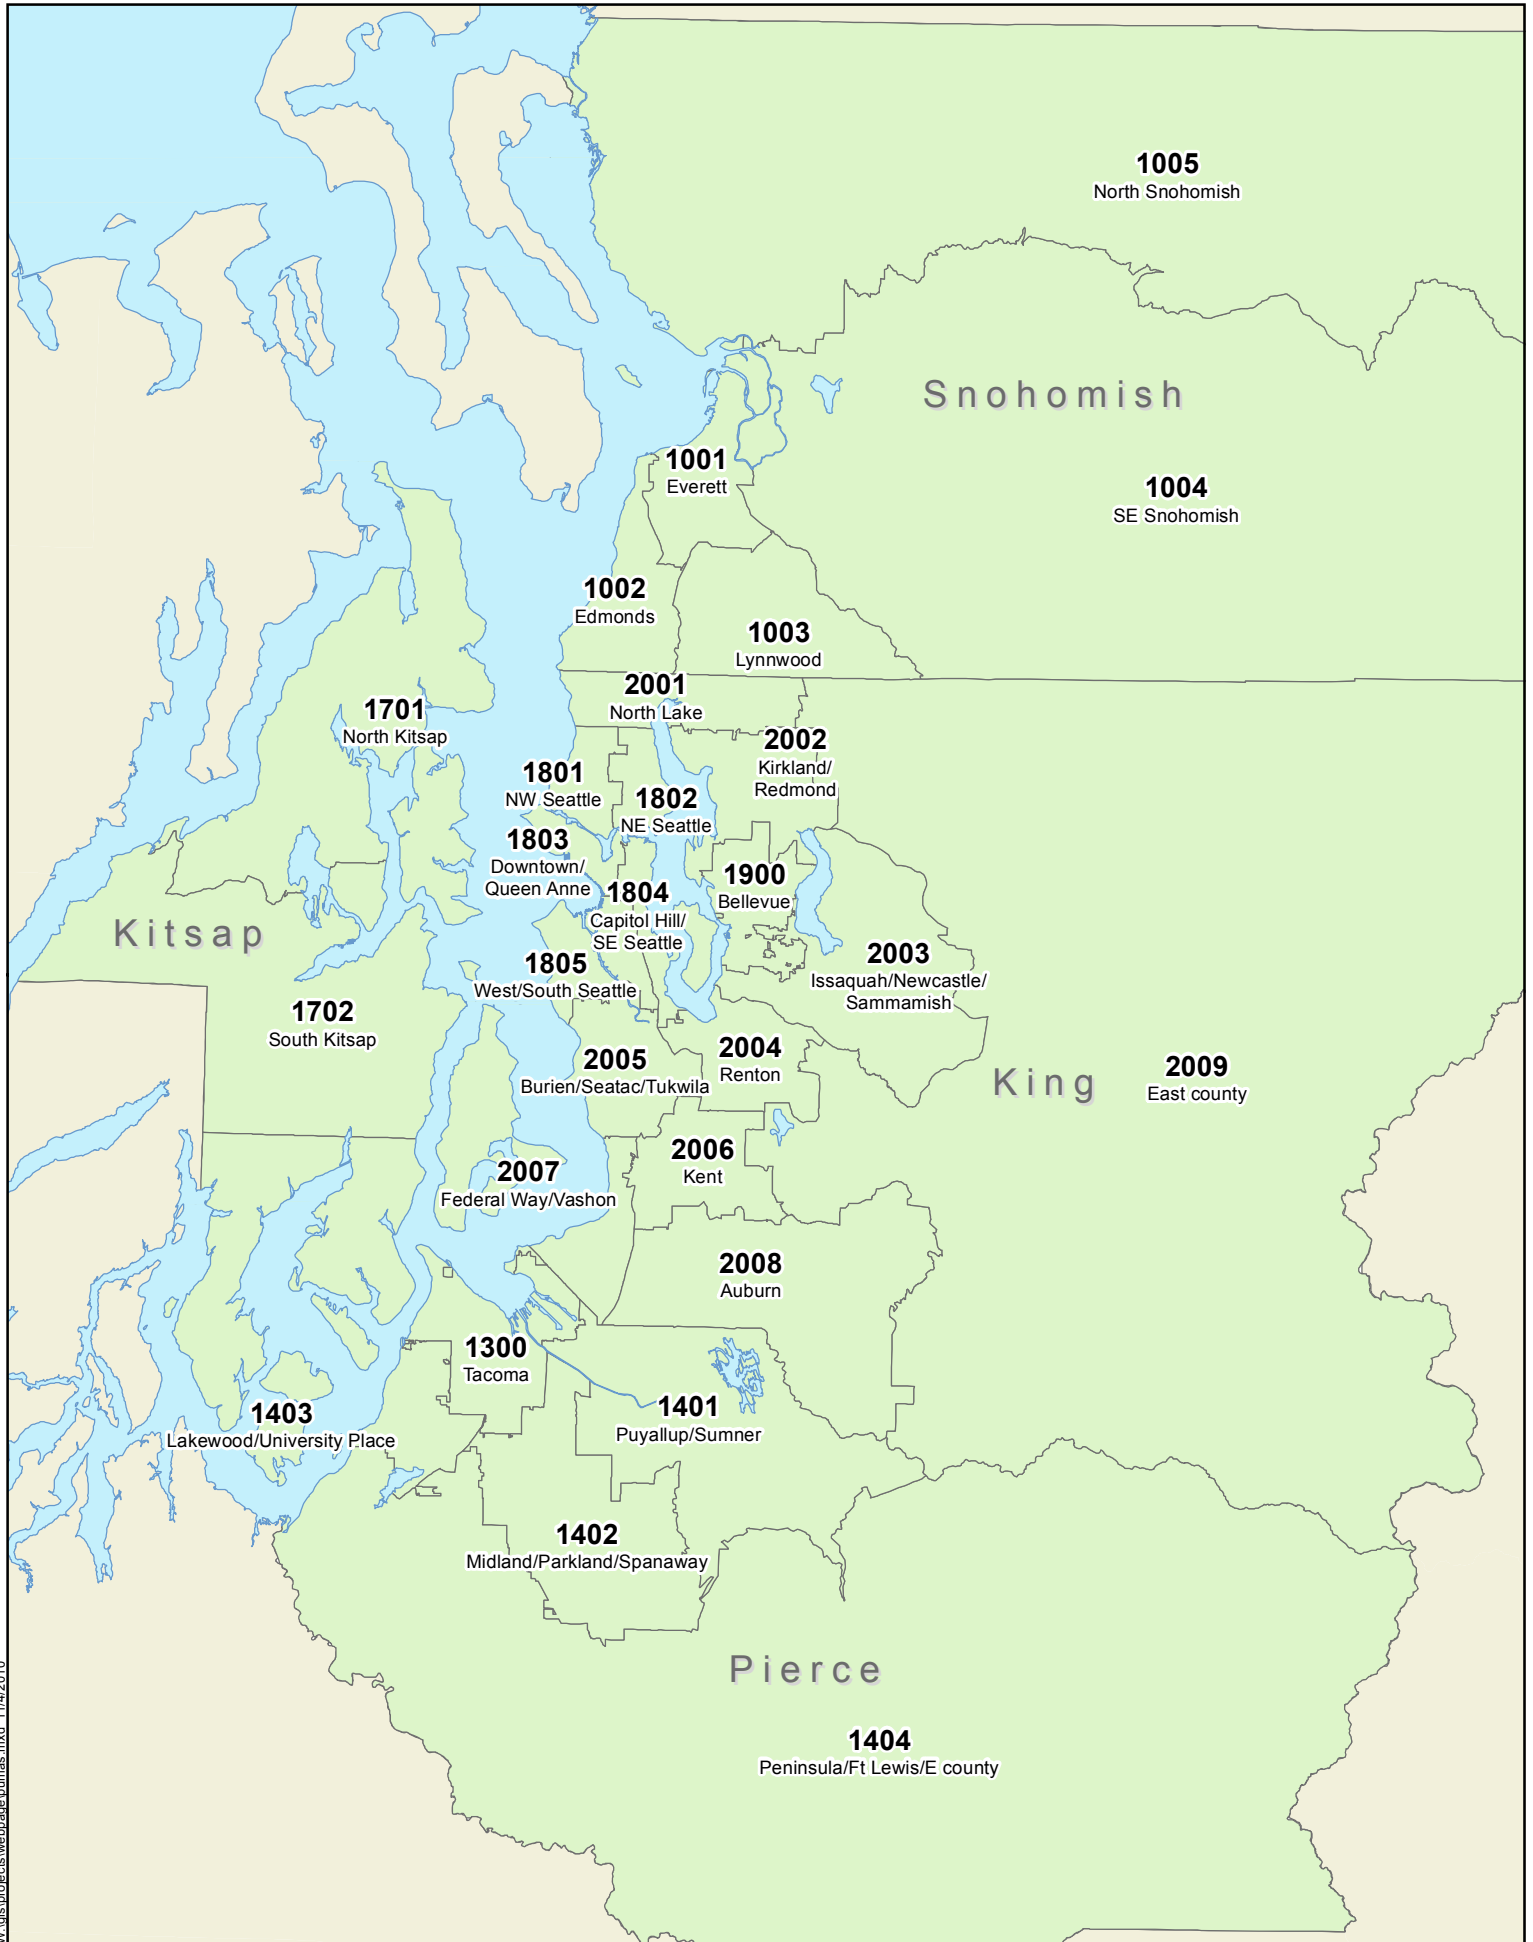 1005
North Snohomish
Snohomish
1001
Everett
1004
SE Snohomish
1002
Edmonds
1003
Lynnwood
2001
North Lake
1701
North Kitsap
2002
Kirkland/
Redmond
1801
NW Seattle
1802
NE Seattle
1803
Downtown/
Queen Anne
1900
Bellevue
1804
Capitol Hill/
SE Seattle
Kitsap
1805
West/South Seattle
2003
Issaquah/Newcastle/
Sammamish
1702
South Kitsap
2005
Burien/Seatac/Tukwila
2004
Renton
King
2009
East county
2006
Kent
2007
Federal Way/Vashon
2008
Auburn
1300
Tacoma
1403
Lakewood/University Place
1401
Puyallup/Sumner
1402
Midland/Parkland/Spanaway
Pierce
1404
Peninsula/Ft Lewis/E county